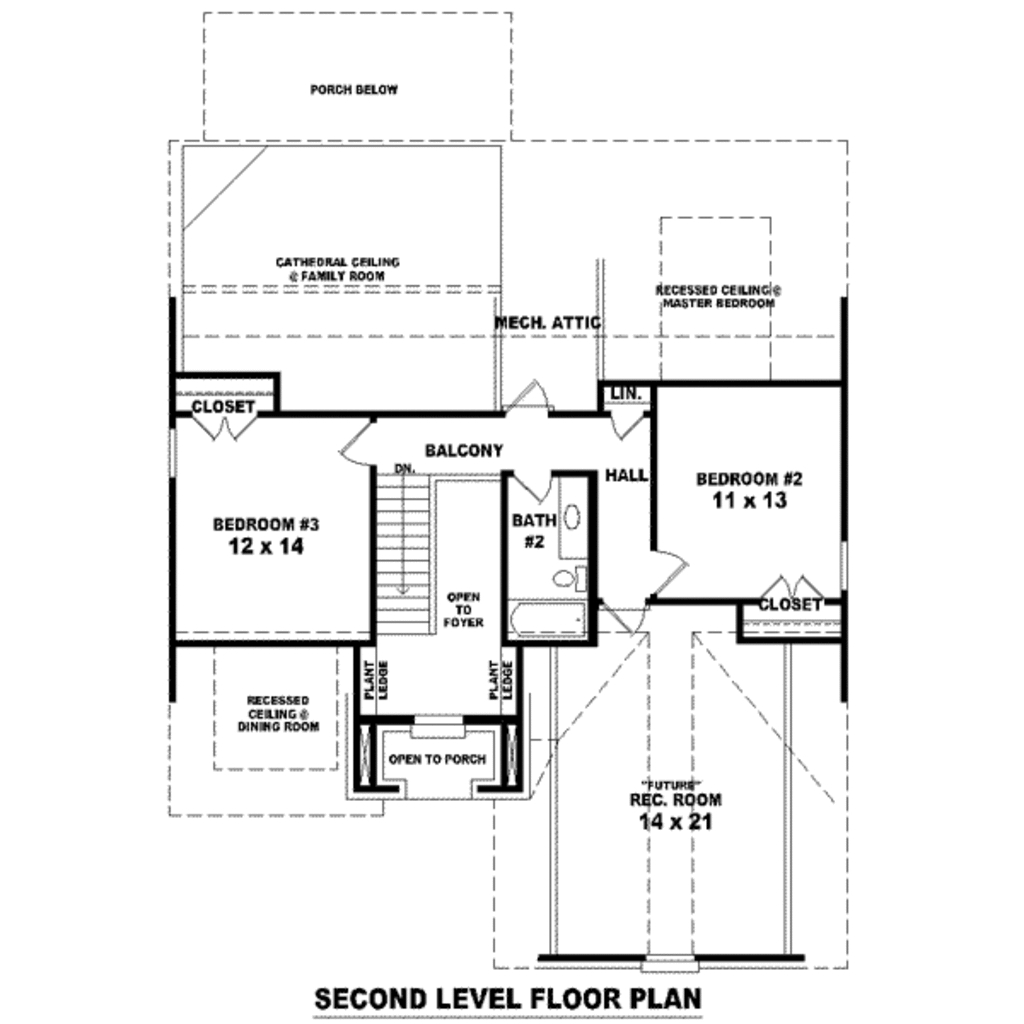 PORCH BELOW
CATHEDRAL CEILING
@ FAMILY ROOM
RECESSED CEILING @
MASTER BEDROOM
MECH. ATTIC
LIN.
CLOSET
BALCONY
DN.
HALL
BEDROOM #2
11 x 13
BEDROOM #3
12 x 14
BATH
#2
OPEN
TO
FOYER
CLOSET
PLANT
LEDGE
PLANT
LEDGE
RECESSED
CEILING @
DINING ROOM
OPEN TO PORCH
"FUTURE"
REC. ROOM
14 x 21
SECOND LEVEL FLOOR PLAN